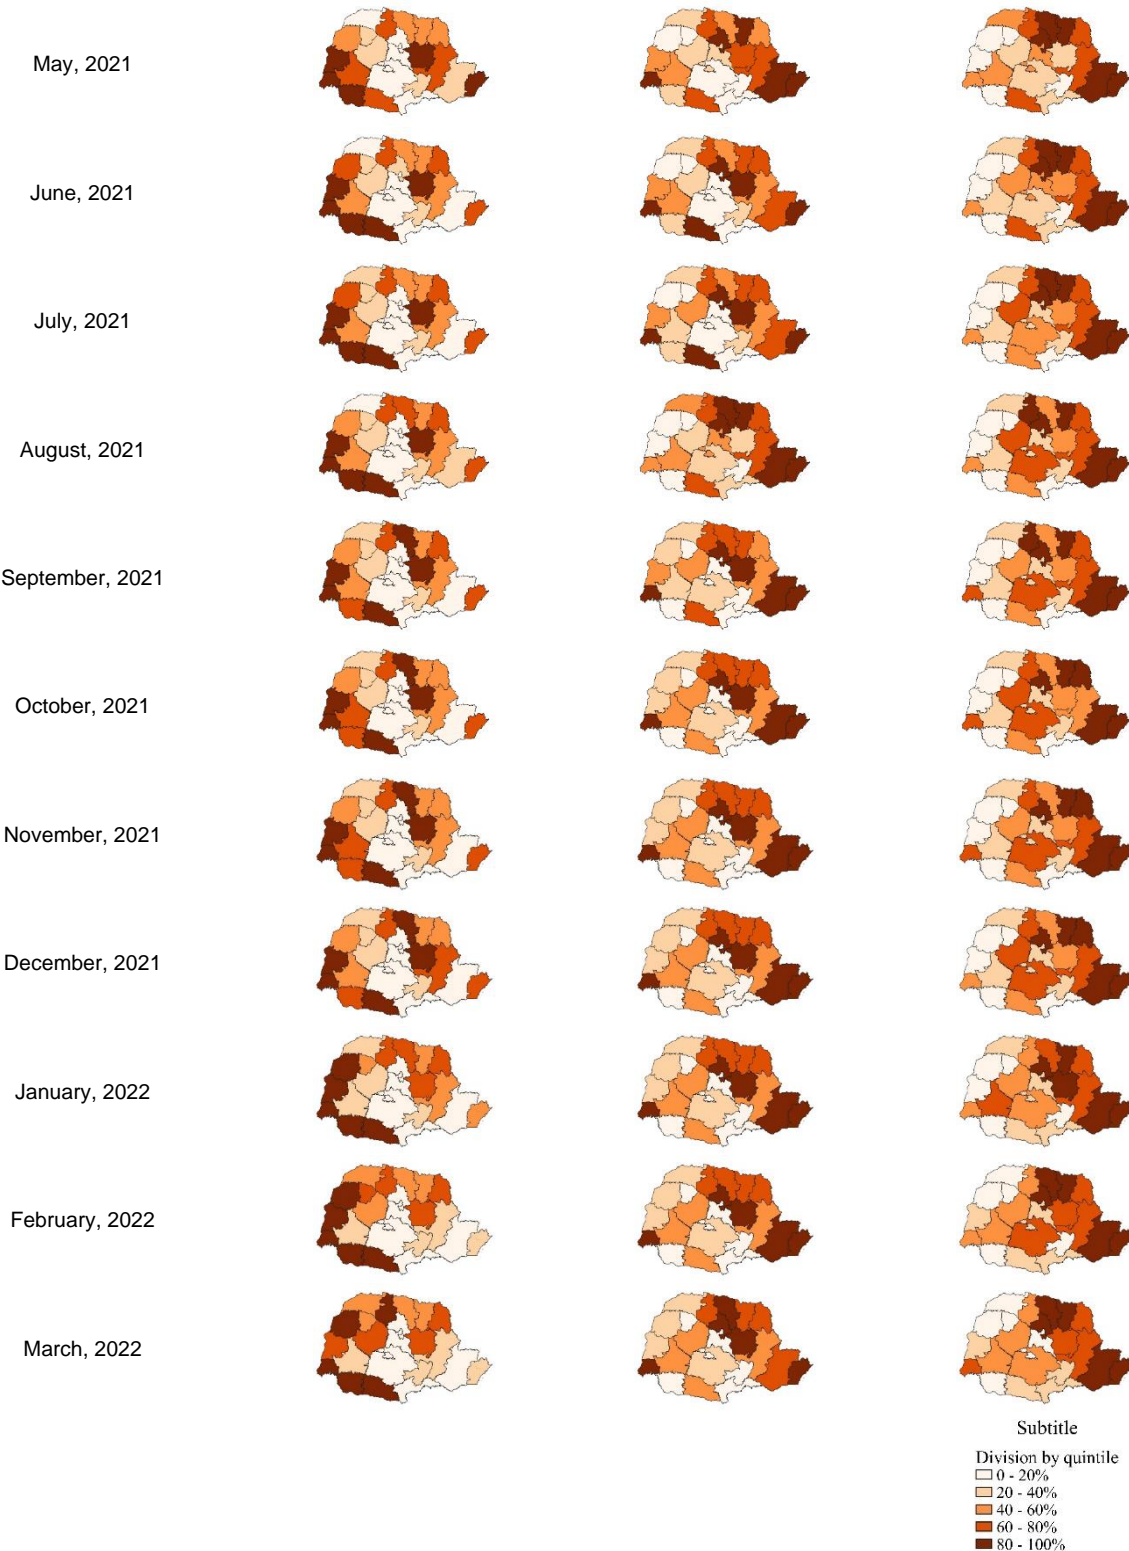 May, 2021
June, 2021
July, 2021
August, 2021
September, 2021
October, 2021
November, 2021
December, 2021
January, 2022
February, 2022
March, 2022
Subtitle
Division by quintile
0 - 20%
20 - 40%
40 - 60%
60 - 80%
80 - 100%